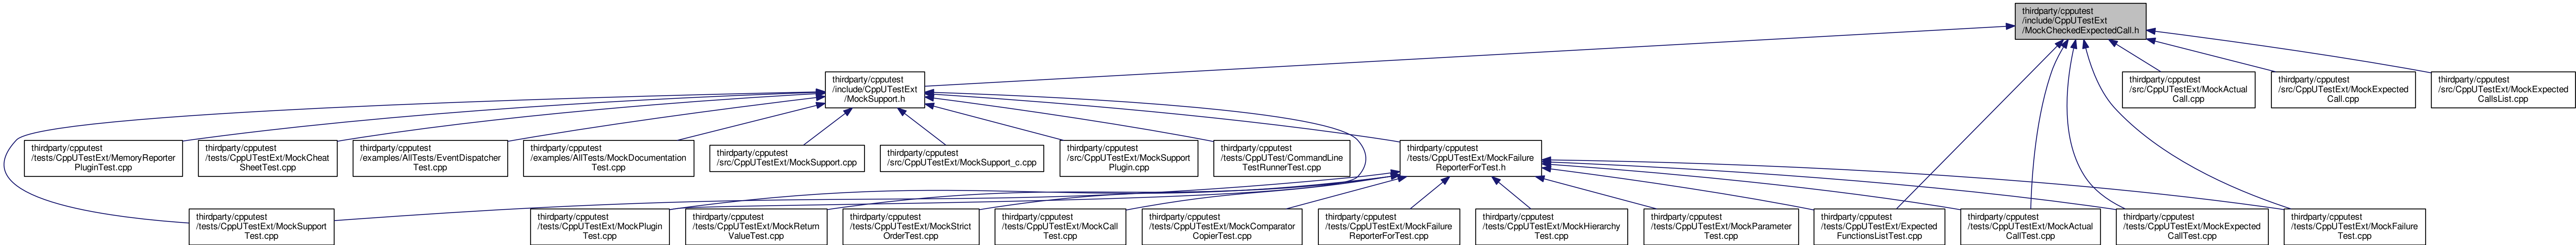 thirdparty/cpputest
/include/CppUTestExt
/MockCheckedExpectedCall.h
thirdparty/cpputest
/include/CppUTestExt
/MockSupport.h
thirdparty/cpputest
/src/CppUTestExt/MockActual
Call.cpp
thirdparty/cpputest
/src/CppUTestExt/MockExpected
Call.cpp
thirdparty/cpputest
/src/CppUTestExt/MockExpected
CallsList.cpp
thirdparty/cpputest
/tests/CppUTestExt/MemoryReporter
PluginTest.cpp
thirdparty/cpputest
/tests/CppUTestExt/MockCheat
SheetTest.cpp
thirdparty/cpputest
/examples/AllTests/EventDispatcher
Test.cpp
thirdparty/cpputest
/examples/AllTests/MockDocumentation
Test.cpp
thirdparty/cpputest
/src/CppUTestExt/MockSupport.cpp
thirdparty/cpputest
/src/CppUTestExt/MockSupport_c.cpp
thirdparty/cpputest
/src/CppUTestExt/MockSupport
Plugin.cpp
thirdparty/cpputest
/tests/CppUTest/CommandLine
TestRunnerTest.cpp
thirdparty/cpputest
/tests/CppUTestExt/MockFailure
ReporterForTest.h
thirdparty/cpputest
/tests/CppUTestExt/MockSupport
Test.cpp
thirdparty/cpputest
/tests/CppUTestExt/MockPlugin
Test.cpp
thirdparty/cpputest
/tests/CppUTestExt/MockReturn
ValueTest.cpp
thirdparty/cpputest
/tests/CppUTestExt/MockStrict
OrderTest.cpp
thirdparty/cpputest
/tests/CppUTestExt/MockCall
Test.cpp
thirdparty/cpputest
/tests/CppUTestExt/MockComparator
CopierTest.cpp
thirdparty/cpputest
/tests/CppUTestExt/MockFailure
ReporterForTest.cpp
thirdparty/cpputest
/tests/CppUTestExt/MockHierarchy
Test.cpp
thirdparty/cpputest
/tests/CppUTestExt/MockParameter
Test.cpp
thirdparty/cpputest
/tests/CppUTestExt/Expected
FunctionsListTest.cpp
thirdparty/cpputest
/tests/CppUTestExt/MockActual
CallTest.cpp
thirdparty/cpputest
/tests/CppUTestExt/MockExpected
CallTest.cpp
thirdparty/cpputest
/tests/CppUTestExt/MockFailure
Test.cpp